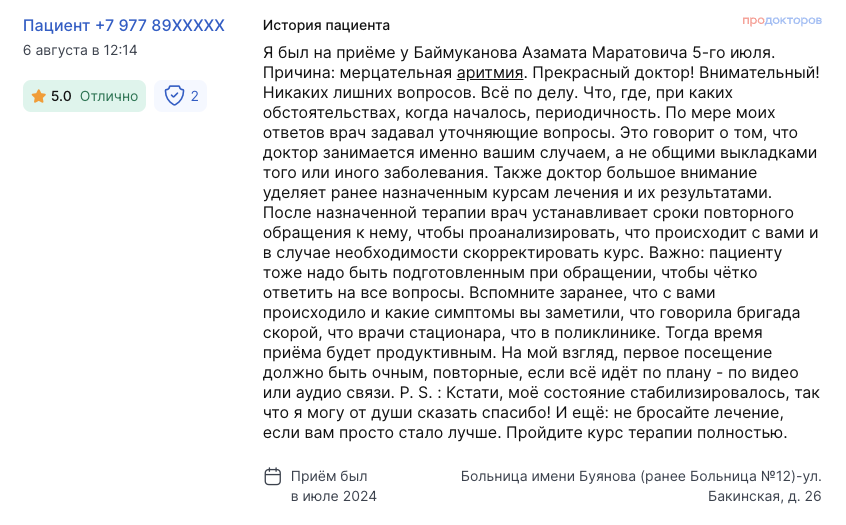 Пациент +7 977 89XXXXX
6 августа в 12:14
5.0 Отлично
2
История пациента
продокторов
Я был на приёме у Баймуканова Азамата Маратовича 5-го июля.
Причина: мерцательная аритмия. Прекрасный доктор! Внимательный!
Никаких лишних вопросов. Всё по делу. Что, где, при каких
обстоятельствах, когда началось, периодичность. По мере моих
ответов врач задавал уточняющие вопросы. Это говорит о том, что
доктор занимается именно вашим случаем, а не общими выкладками
того или иного заболевания. Также доктор большое внимание
уделяет ранее назначенным курсам лечения и их результатами.
После назначенной терапии врач устанавливает сроки повторного
обращения к нему, чтобы проанализировать, что происходит с вами и
в случае необходимости скорректировать курс. Важно: пациенту
тоже надо быть подготовленным при обращении, чтобы чётко
ответить на все вопросы. Вспомните заранее, что с вами
происходило и какие симптомы вы заметили, что говорила бригада
скорой, что врачи стационара, что в поликлинике. Тогда время
приёма будет продуктивным. На мой взгляд, первое посещение
должно быть очным, повторные, если всё идёт по плану - по видео
или аудио связи. P. S. : Кстати, моё состояние стабилизировалось, так
что я могу от души сказать спасибо! И ещё: не бросайте лечение,
если вам просто стало лучше. Пройдите курс терапии полностью.
Приём был
в июле 2024
Больница имени Буянова (ранее Больница №12)-ул.
Бакинская, д. 26